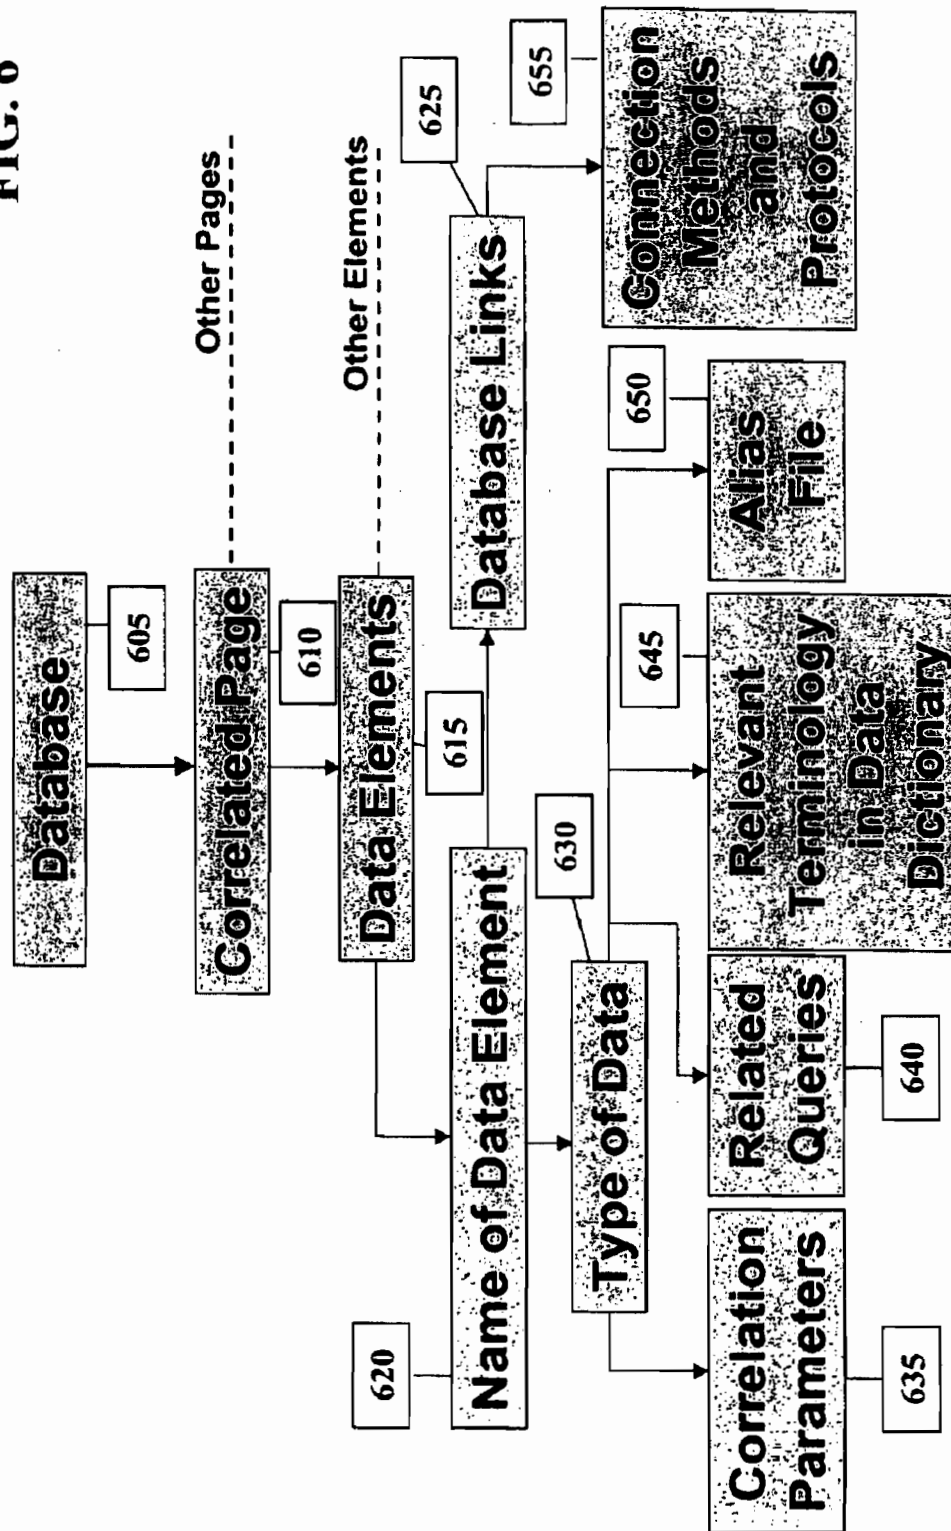 FIG. 6
Database
605
Correlated Page
Other Pages
610
Data Elements
Other Elements
615
620
Name of Data Element
Database Links
625
630
Type of Data
655
Connection
Methods
and
Protocols
Correlation
Parameters
635
Related
Queries
640
645
Relevant
Terminology
in Data
Dictionary
650
Alias
File